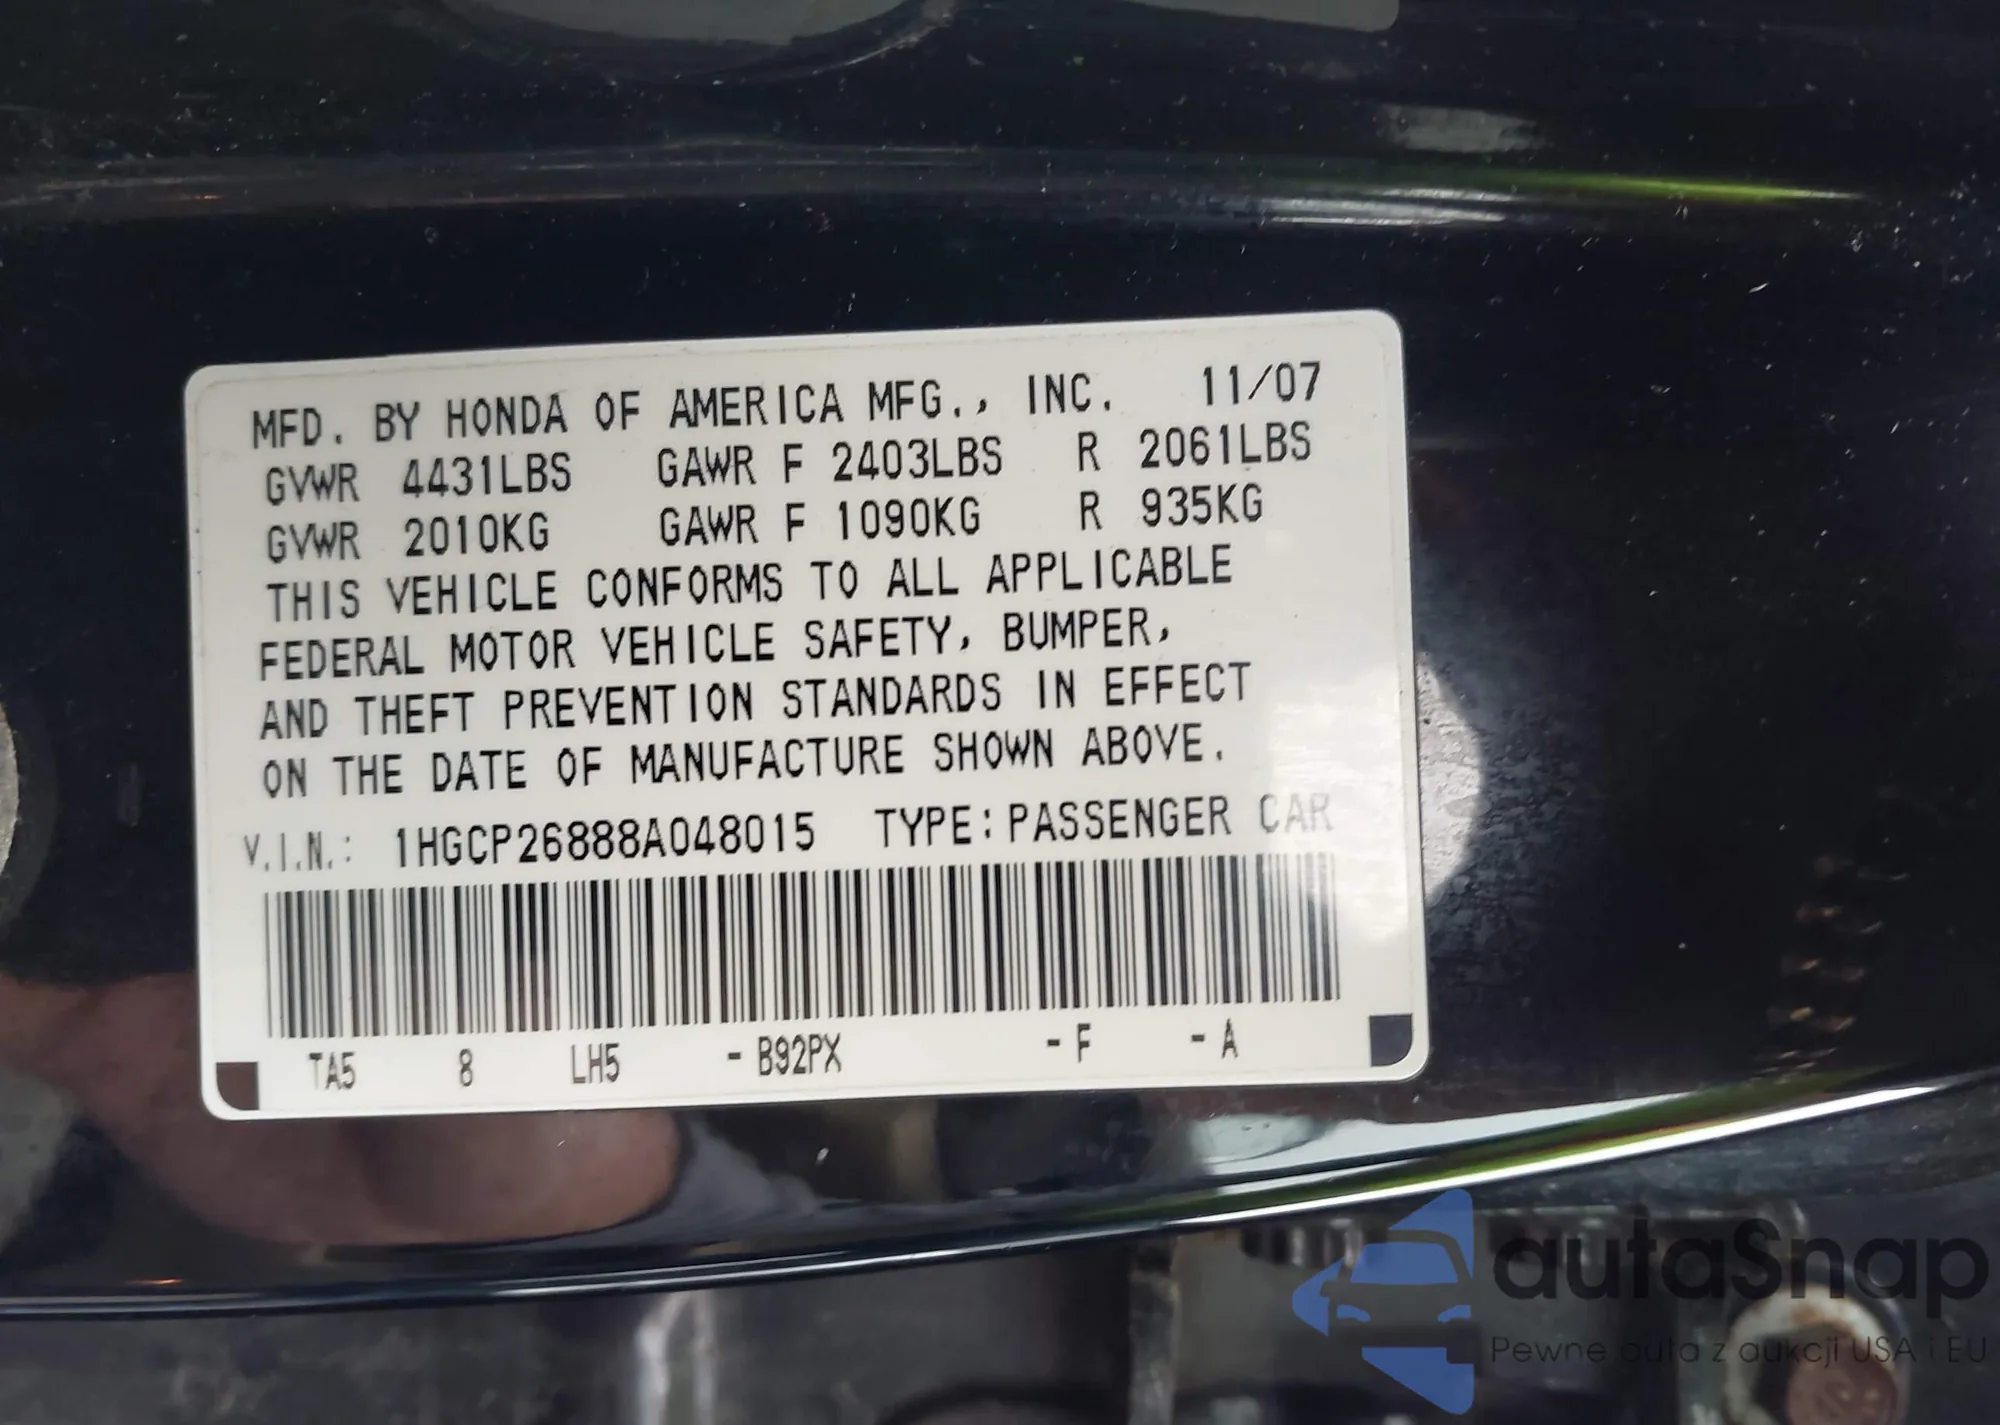 MFD. BY HONDA OF AMERICA MFG., INC. 11/07
GVWR 4431LBS GAWR F 2403LBS R 2061LBS
GVWR 2010KG GAWR F 1090KG R 935KG
THIS VEHICLE CONFORMS TO ALL APPLICABLE
FEDERAL MOTOR VEHICLE SAFETY, BUMPER,
AND THEFT PREVENTION STANDARDS IN EFFECT
ON THE DATE OF MANUFACTURE SHOWN ABOVE.
V.I.N.: 1HGCP26888A048015 TYPE:PASSENGER CAR
TA5 8 LH5 -B92PX -F -A
autaSnap
Pewne auta z aukcji USA i EU